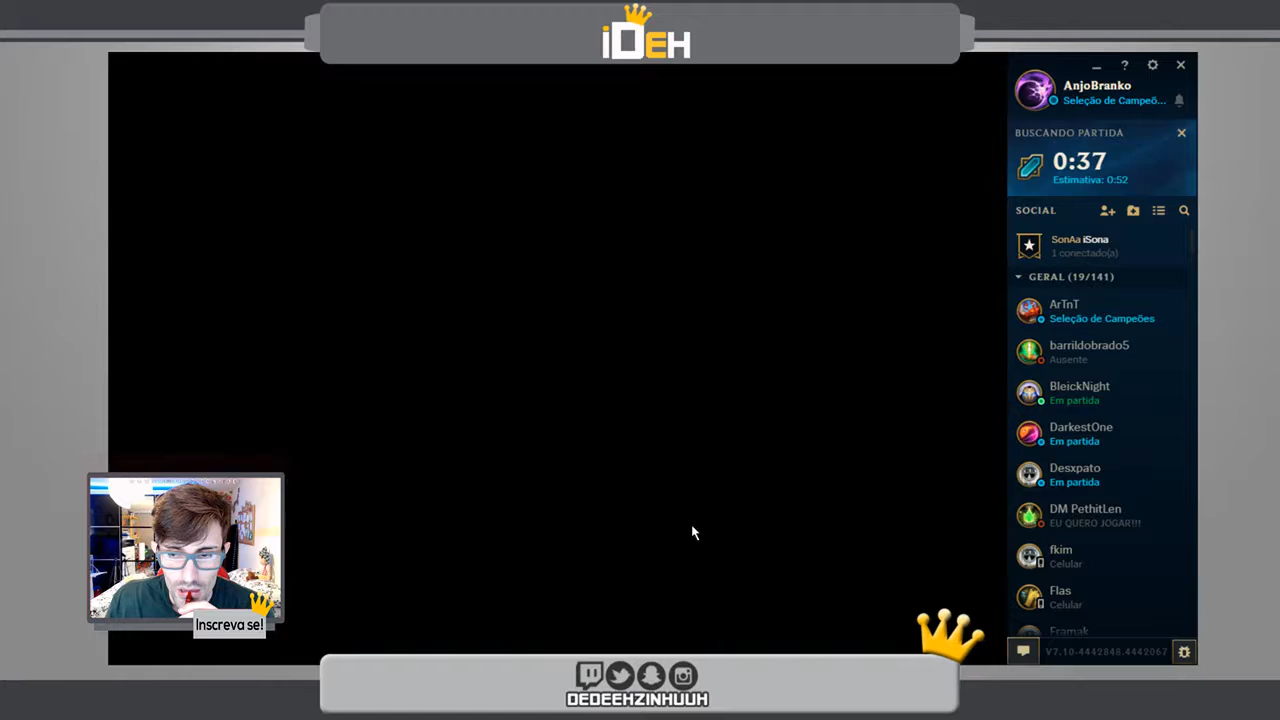 iDEH
?
AnjoBranko
Seleção de Campeõ...
BUSCANDO PARTIDA
0:37
Estimativa: 0:52
SOCIAL
SonAa iSona
1 conectado(a)
GERAL (19/141)
ArTnT
Seleção de Campeões
barrildobrado5
Ausente
BleickNight
Em partida
DarkestOne
Em partida
Desxpato
Em partida
DM PethitLen
EU QUERO JOGAR!!!
fkim
Celular
Flas
Celular
Framak
V7.10-4442848.4442067
Inscreva se!
DEDEEHZINHUUH